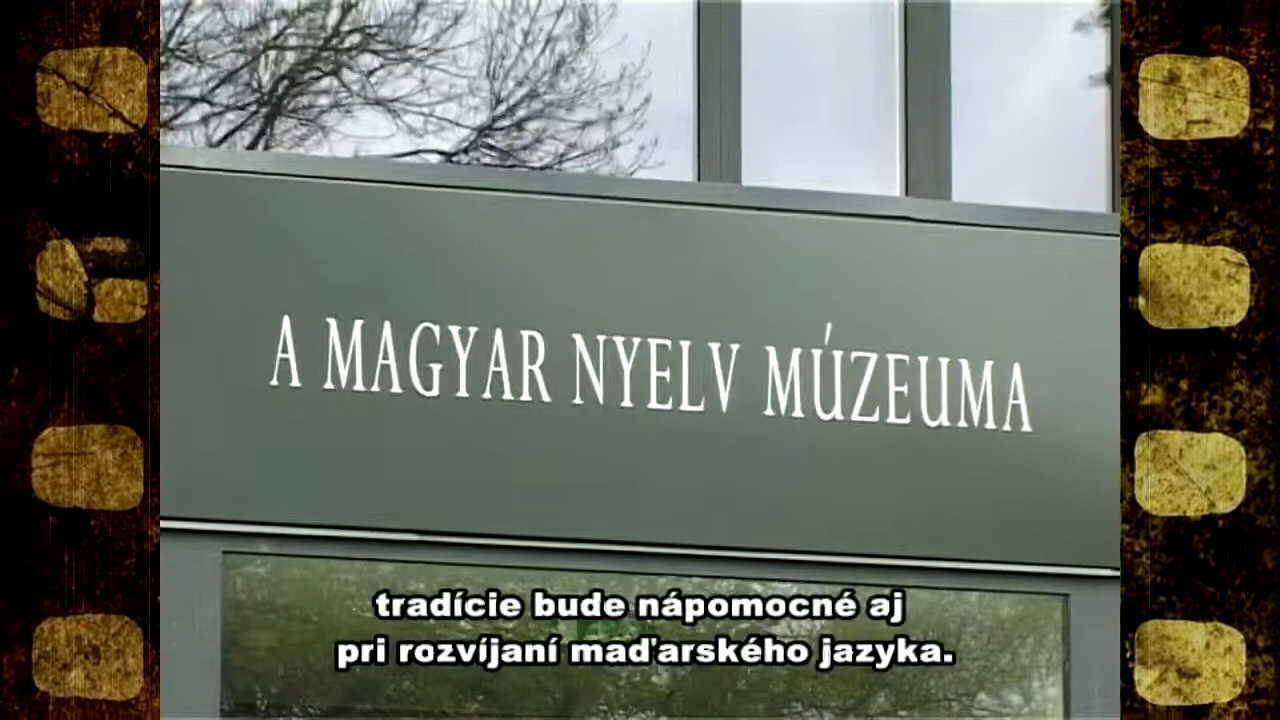 A MAGYAR NYELV MÚZEUMA
tradície bude nápomocné aj
pri rozvíjaní maďarského jazyka.